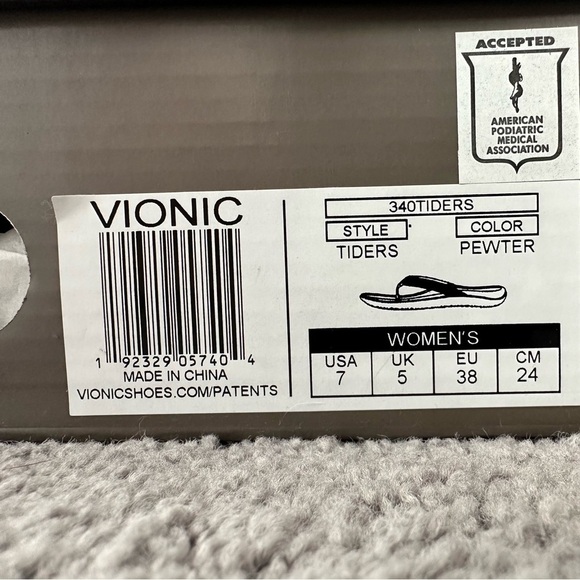 ACCEPTED
AMERICAN
PODIATRIC
MEDICAL
ASSOCIATION
VIONIC
1 92329 05740 4
MADE IN CHINA
VIONICSHOES.COM/PATENTS
340TIDERS
STYLE COLOR
TIDERS PEWTER
WOMEN'S
USA UK EU CM
7 5 38 24